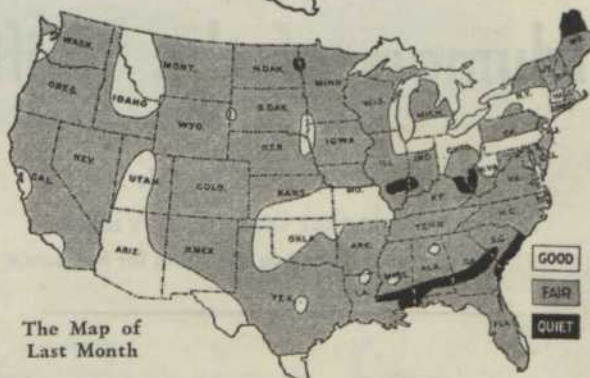 WASH.
MONT.
N.DAK.
MINN.
OREG.
IDAHO
S.DAK.
WIS.
MICH.
N.Y.
WYO.
IOWA
NEB.
NEV.
UTAH
COLO.
ILL.
IND.
OHIO
PA.
CAL.
KANS.
MO.
KY.
VA.
ARIZ.
N.MEX.
OKLA.
ARK.
TENN.
N.C.
S.C.
TEX.
LA.
MISS.
ALA.
GA.
FLA.
ME.
GOOD
FAIR
QUIET
The Map of
Last Month